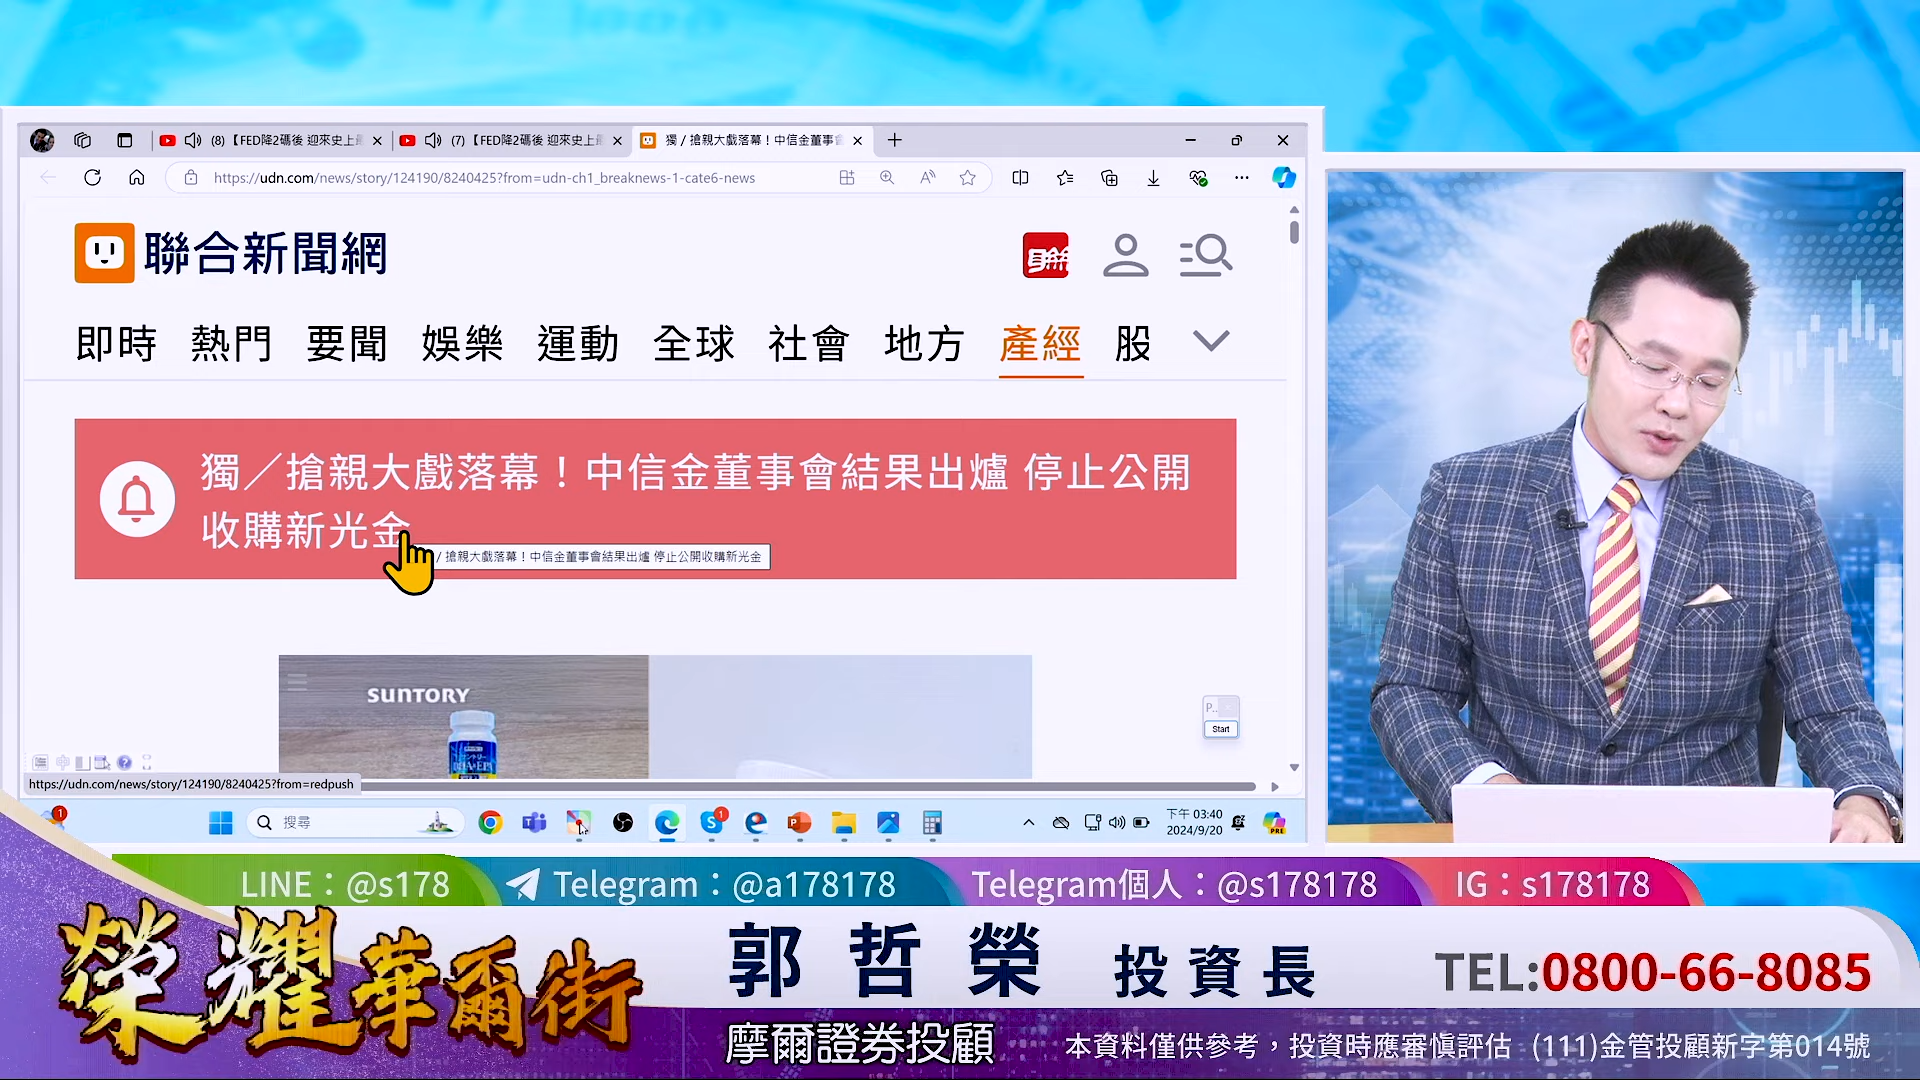 (8)【FED降2碼後 迎來史上
(7)【FED降2碼後 迎來史上
獨 / 搶親大戲落幕！中信金董事會
https://udn.com/news/story/124190/8240425?from=udn-ch1_breaknews-1-cate6-news
聯合新聞網
即時 熱門 要聞 娛樂 運動 全球 社會 地方 產經 股
獨／搶親大戲落幕！中信金董事會結果出爐 停止公開
收購新光金
/ 搶親大戲落幕！中信金董事會結果出爐 停止公開收購新光金
SUNTORY
DHA&EPA
P..
Start
https://udn.com/news/story/124190/8240425?from=redpush
1
搜尋
1
下午 03:40
2024/9/20
PRE
LINE：@s178
Telegram：@a178178
Telegram個人：@s178178
IG：s178178
榮耀華爾街
郭哲榮 投資長
TEL:0800-66-8085
摩爾證券投顧
本資料僅供參考，投資時應審慎評估 (111)金管投顧新字第014號